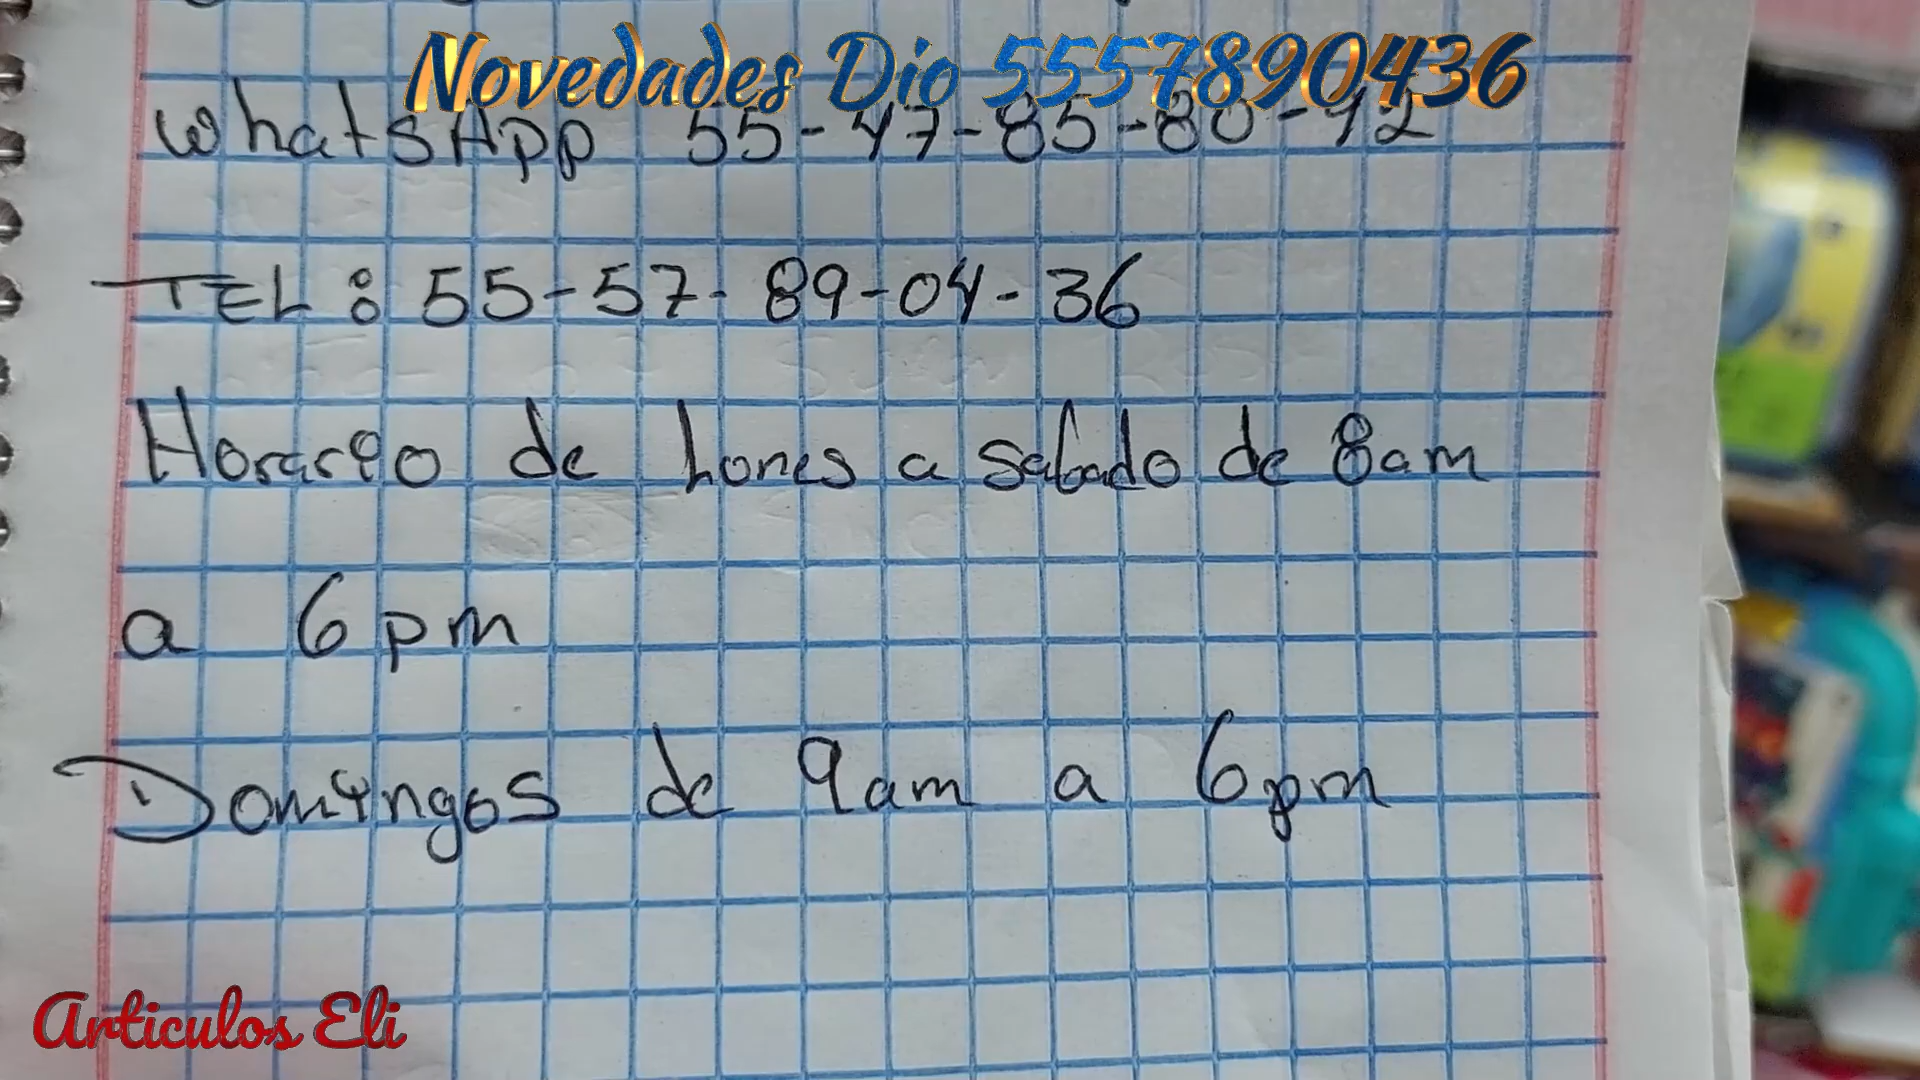 Novedades Dio 5557890436
WhatsApp 55-47-85-80-92
TEL: 55-57-89-04-36
Horario de Lones a sabado de 8am
a 6pm
Domingos de 9am a 6pm
Articulos Eli